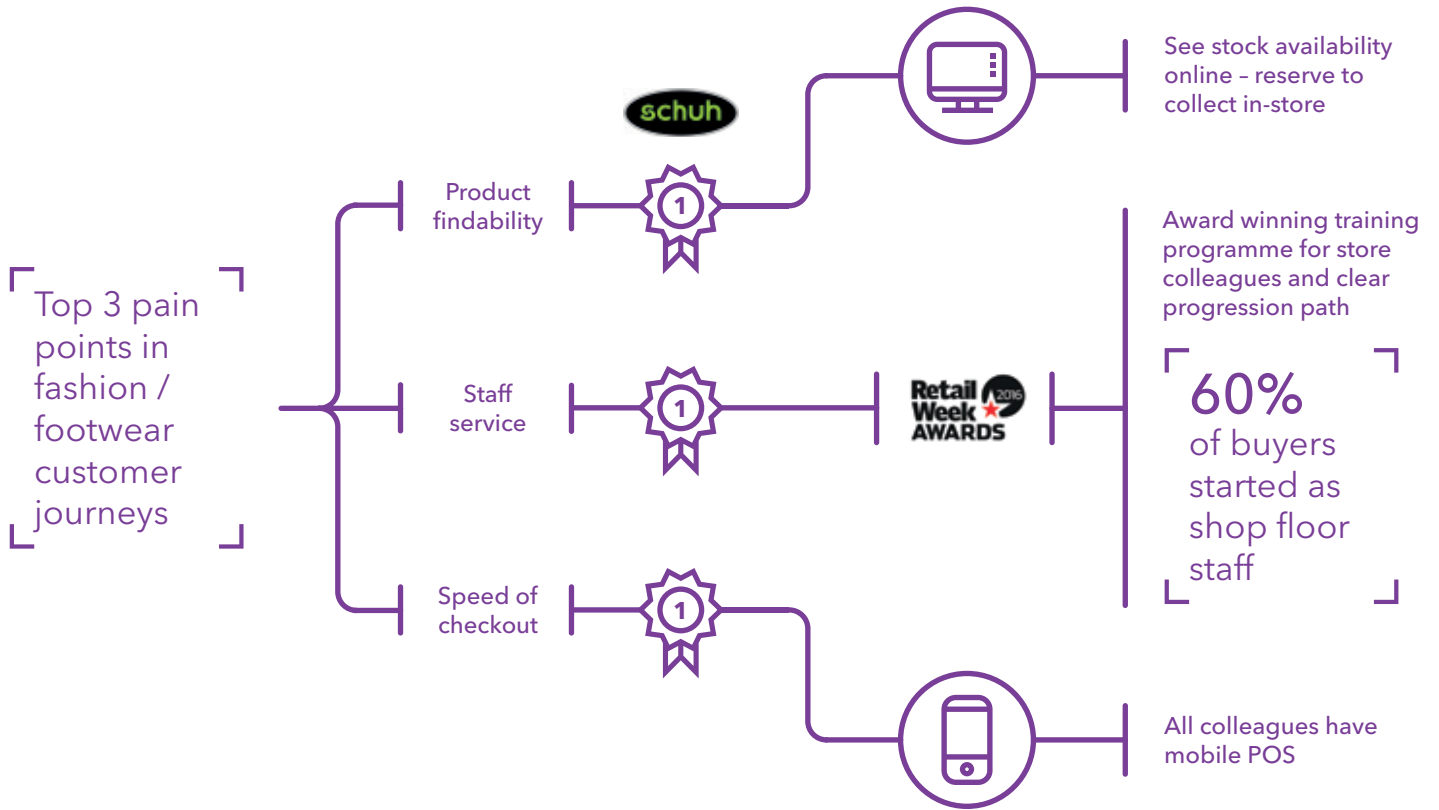 Top 3 pain
points in
fashion /
footwear
customer
journeys
schuh
Product
findability
1
See stock availability
online – reserve to
collect in-store
Staff
service
1
Retail
Week
AWARDS
2016
Award winning training
programme for store
colleagues and clear
progression path
60%
of buyers
started as
shop floor
staff
Speed of
checkout
1
All colleagues have
mobile POS